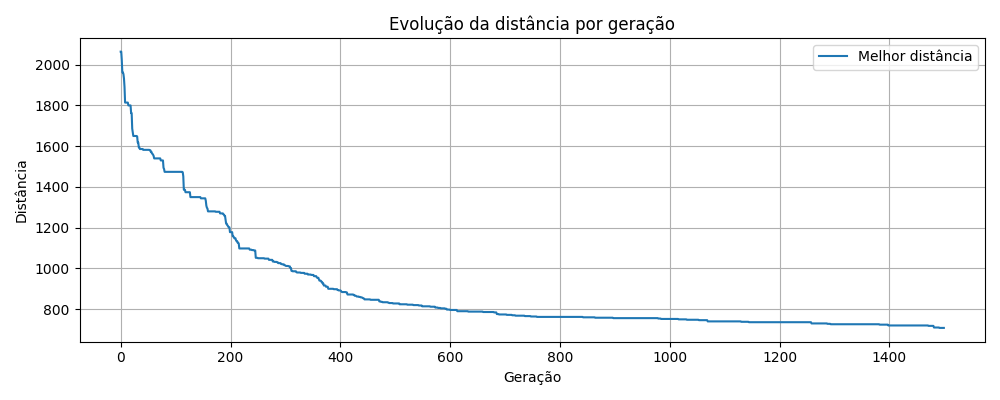 Evolução da distância por geração
Melhor distância
Distância
2000
1800
1600
1400
1200
1000
800
0 200 400 600 800 1000 1200 1400
Geração